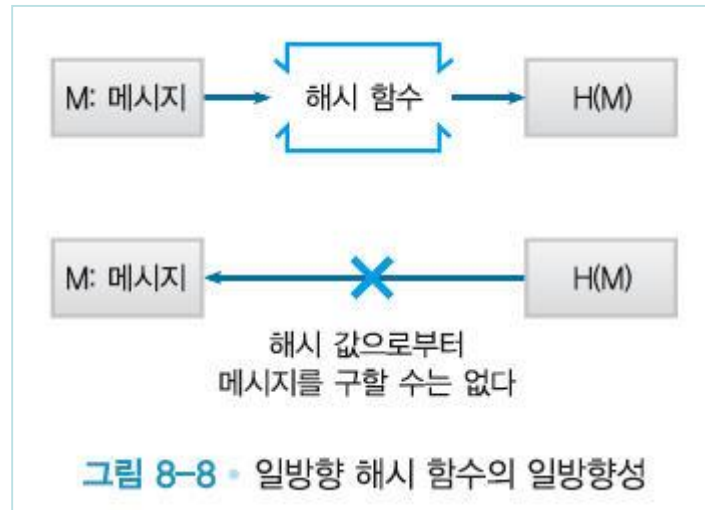 M: 메시지
해시 함수
H(M)
M: 메시지
H(M)
해시 값으로부터
메시지를 구할 수는 없다
그림 8-8 • 일방향 해시 함수의 일방향성